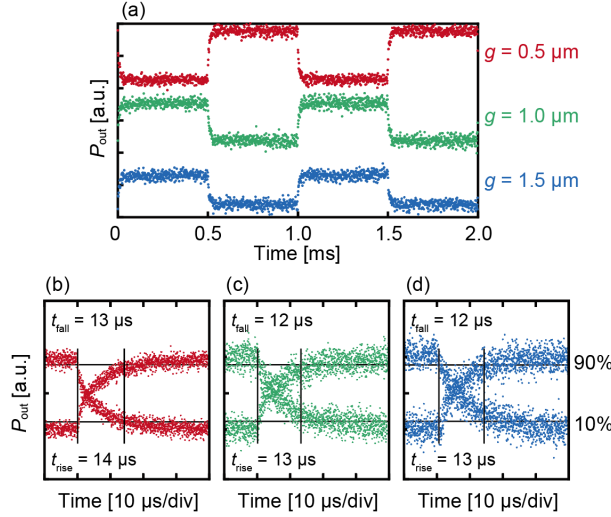 (a)
P_out [a.u.]
g = 0.5 µm
g = 1.0 µm
g = 1.5 µm
0 0.5 1.0 1.5 2.0
Time [ms]
(b) (c) (d)
P_out [a.u.]
t_fall = 13 µs t_fall = 12 µs t_fall = 12 µs
90%
10%
t_rise = 14 µs t_rise = 13 µs t_rise = 13 µs
Time [10 µs/div] Time [10 µs/div] Time [10 µs/div]